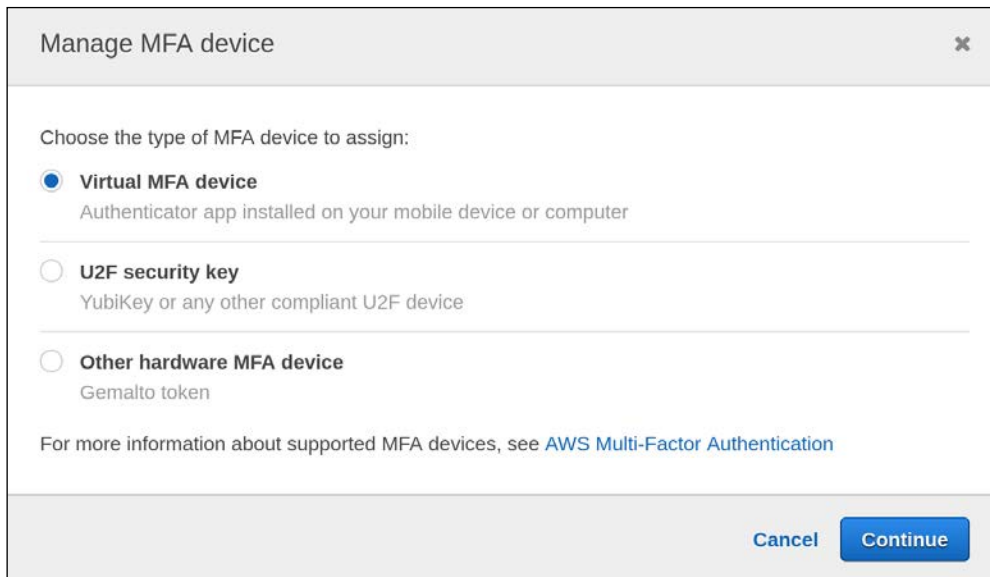 Manage MFA device
Choose the type of MFA device to assign:
Virtual MFA device
Authenticator app installed on your mobile device or computer
U2F security key
YubiKey or any other compliant U2F device
Other hardware MFA device
Gemalto token
For more information about supported MFA devices, see AWS Multi-Factor Authentication
Cancel Continue